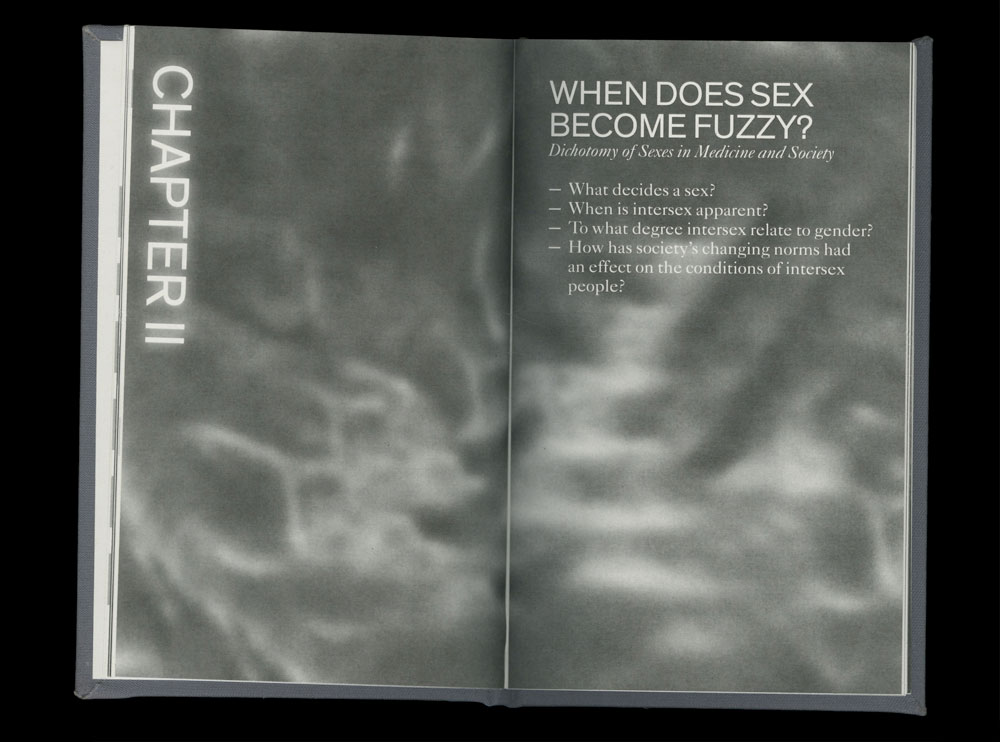 CHAPTER II
WHEN DOES SEX
BECOME FUZZY?
Dichotomy of Sexes in Medicine and Society
— What decides a sex?
— When is intersex apparent?
— To what degree intersex relate to gender?
— How has society's changing norms had
an effect on the conditions of intersex
people?